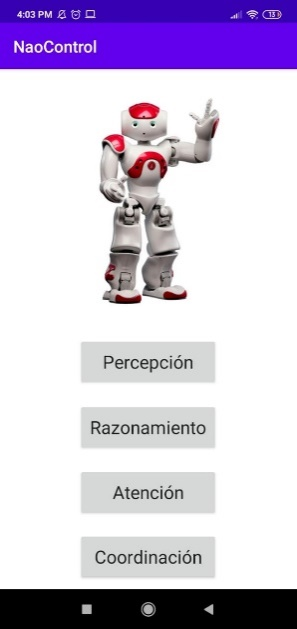 4:03 PM
13
NaoControl
Percepción
Razonamiento
Atención
Coordinación